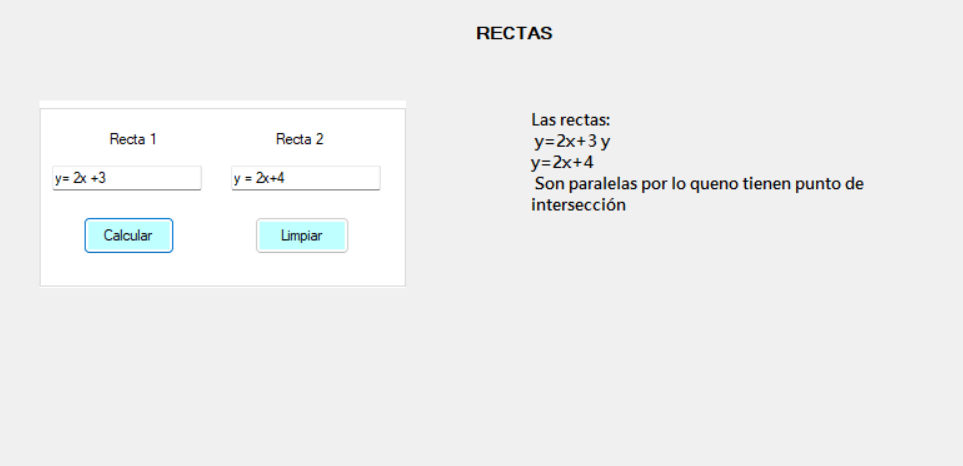 RECTAS
Recta 1
Recta 2
y= 2x +3
y = 2x+4
Calcular
Limpiar
Las rectas:
y=2x+3 y
y=2x+4
Son paralelas por lo queno tienen punto de
intersección